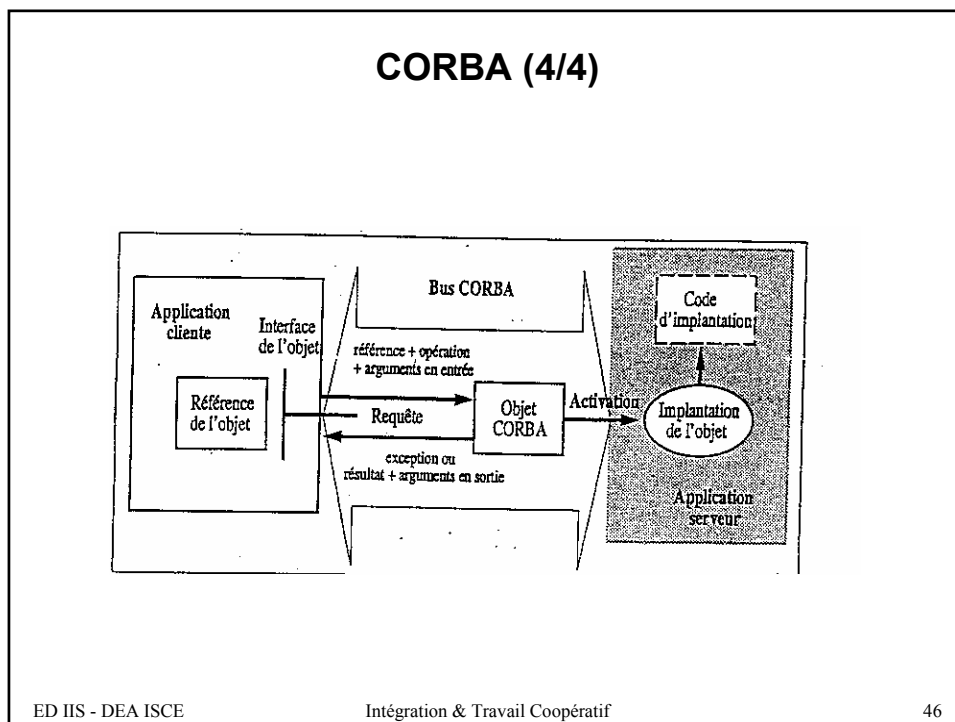 CORBA (4/4)
Bus CORBA
Application
cliente
Interface
de l'objet
Référence
de l'objet
référence + opération
+ arguments en entrée
Requête
exception ou
résultat + arguments en sortie
Objet
CORBA
Activation
Code
d'implantation
Implantation
de l'objet
Application
serveur
ED IIS - DEA ISCE
Intégration & Travail Coopératif
46